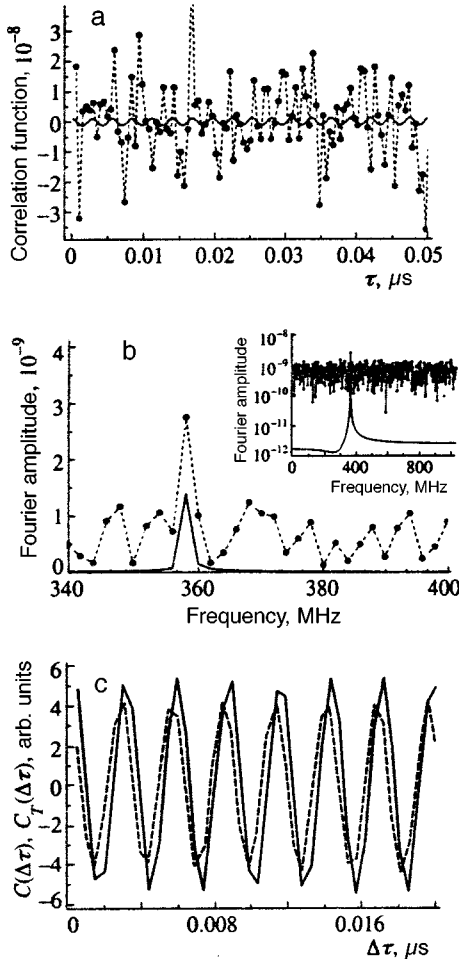 a
Correlation function, 10⁻⁸
3
2
1
0
-1
-2
-3
0 0.01 0.02 0.03 0.04 0.05
τ, μs
b
Fourier amplitude, 10⁻⁹
4
3
2
1
0
340 360 380 400
Frequency, MHz
Fourier amplitude
10⁻⁸
10⁻⁹
10⁻¹⁰
10⁻¹¹
10⁻¹²
0 400 800
Frequency, MHz
c
C(Δτ), C_T(Δτ), arb. units
6
4
2
0
-2
-4
-6
0 0.008 0.016
Δτ, μs